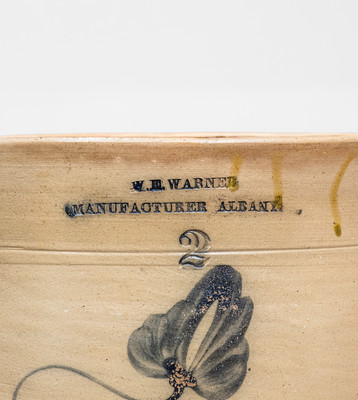 W.E. WARNER
MANUFACTURER ALBANY
2